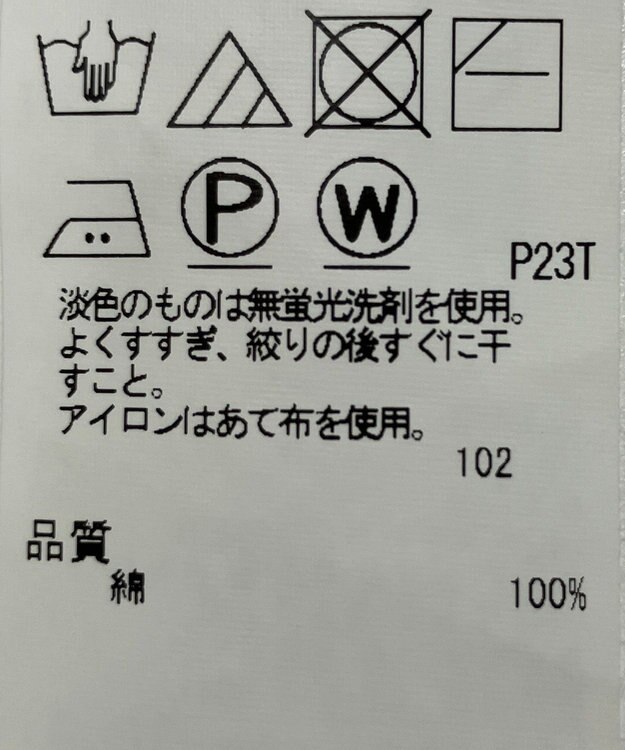 P W P23T
淡色のものは無蛍光洗剤を使用。
よくすすぎ、絞りの後すぐに干
すこと。
アイロンはあて布を使用。
102
品質
綿 100%